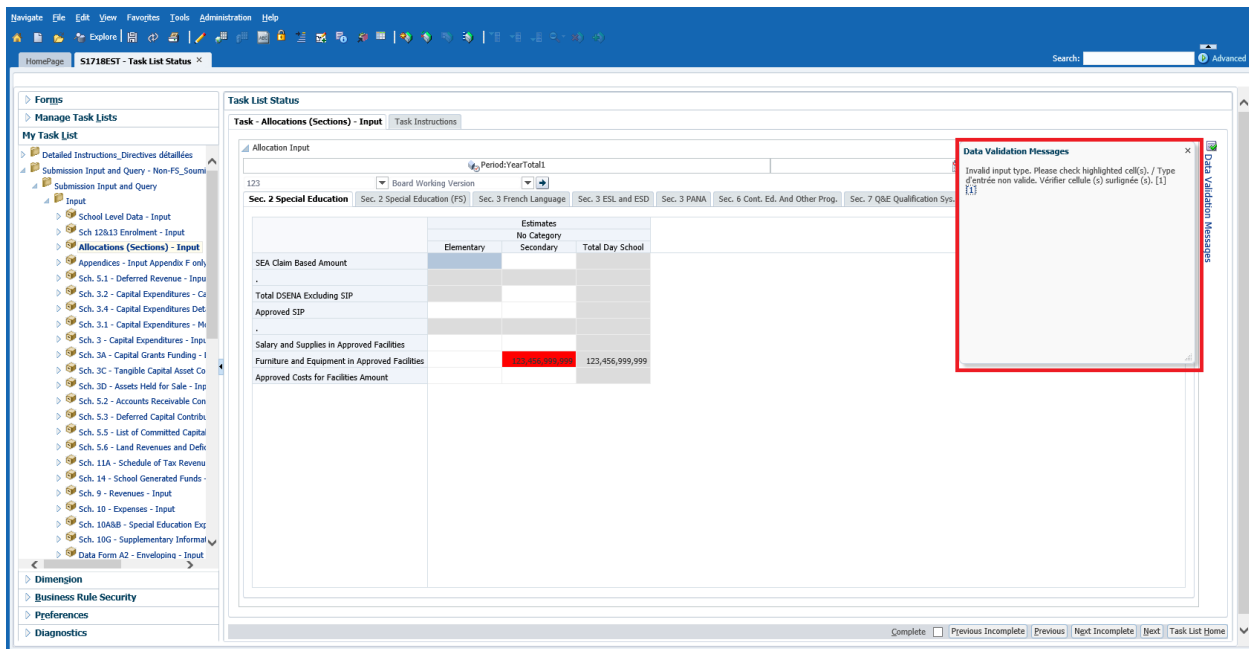 Navigate File Edit View Favorites Tools Administration Help
Explore
HomePage S1718EST - Task List Status × Search: Advanced
Forms
Manage Task Lists
My Task List
Detailed Instructions_Directives détaillées
Submission Input and Query - Non-FS_Soumi
Submission Input and Query
Input
School Level Data - Input
Sch 12&13 Enrolment - Input
Allocations (Sections) - Input
Appendices - Input Appendix F only
Sch. 5.1 - Deferred Revenue - Inpu
Sch. 3.2 - Capital Expenditures - Ca
Sch. 3.4 - Capital Expenditures Det
Sch. 3.1 - Capital Expenditures - Mo
Sch. 3 - Capital Expenditures - Inpu
Sch. 3A - Capital Grants Funding -
Sch. 3C - Tangible Capital Asset Co
Sch. 3D - Assets Held for Sale - Inp
Sch. 5.2 - Accounts Receivable Con
Sch. 5.3 - Deferred Capital Contribu
Sch. 5.5 - List of Committed Capital
Sch. 5.6 - Land Revenues and Defic
Sch. 11A - Schedule of Tax Revenu
Sch. 14 - School Generated Funds -
Sch. 9 - Revenues - Input
Sch. 10 - Expenses - Input
Sch. 10A&B - Special Education Exp
Sch. 10G - Supplementary Informat
Data Form A2 - Enveloping - Input
Dimension
Business Rule Security
Preferences
Diagnostics
Task List Status
Task - Allocations (Sections) - Input Task Instructions
Allocation Input
Period:YearTotal1
123 Board Working Version
Sec. 2 Special Education Sec. 2 Special Education (FS) Sec. 3 French Language Sec. 3 ESL and ESD Sec. 3 PANA Sec. 6 Cont. Ed. And Other Prog. Sec. 7 Q&E Qualification Sys.
Estimates
No Category
Elementary Secondary Total Day School
SEA Claim Based Amount
.
Total DSENA Excluding SIP
Approved SIP
.
Salary and Supplies in Approved Facilities
Furniture and Equipment in Approved Facilities 123,456,999,999 123,456,999,999
Approved Costs for Facilities Amount
Data Validation Messages ×
Invalid input type. Please check highlighted cell(s). / Type
d'entrée non valide. Vérifier cellule (s) surlignée (s). [1]
[1]
Data Validation Messages
Complete Previous Incomplete Previous Next Incomplete Next Task List Home